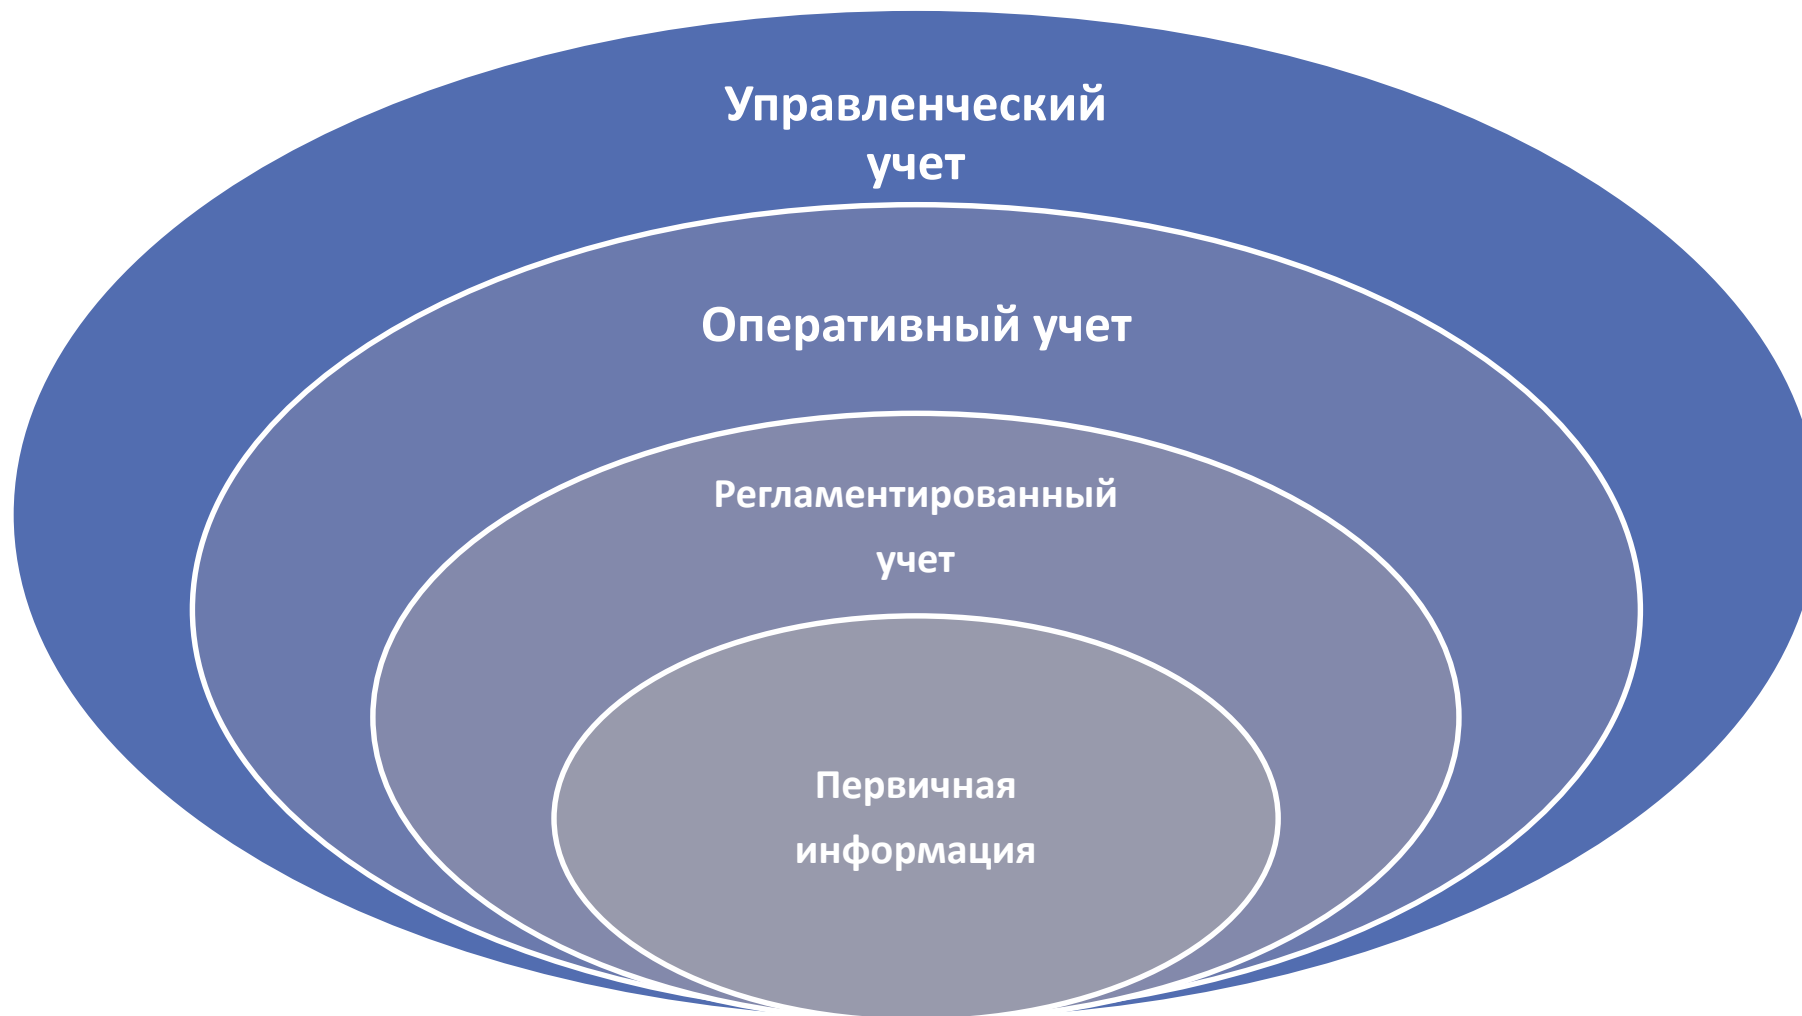 Управленческий
учет
Оперативный учет
Регламентированный
учет
Первичная
информация